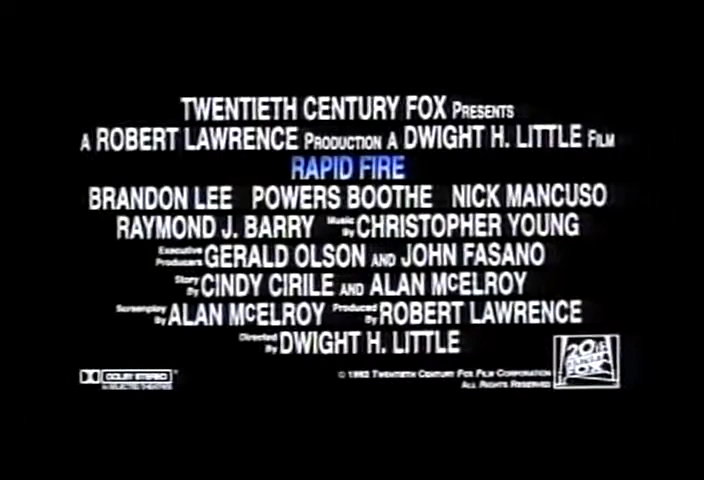 TWENTIETH CENTURY FOX PRESENTS
A ROBERT LAWRENCE PRODUCTION A DWIGHT H. LITTLE FILM
RAPID FIRE
BRANDON LEE POWERS BOOTHE NICK MANCUSO
RAYMOND J. BARRY Music By CHRISTOPHER YOUNG
Executive Producers GERALD OLSON AND JOHN FASANO
Story By CINDY CIRILE AND ALAN McELROY
Screenplay By ALAN McELROY Produced By ROBERT LAWRENCE
Directed By DWIGHT H. LITTLE
DOLBY STEREO
IN SELECTED THEATRES
© 1992 TWENTIETH CENTURY FOX FILM CORPORATION
ALL RIGHTS RESERVED
20TH CENTURY FOX